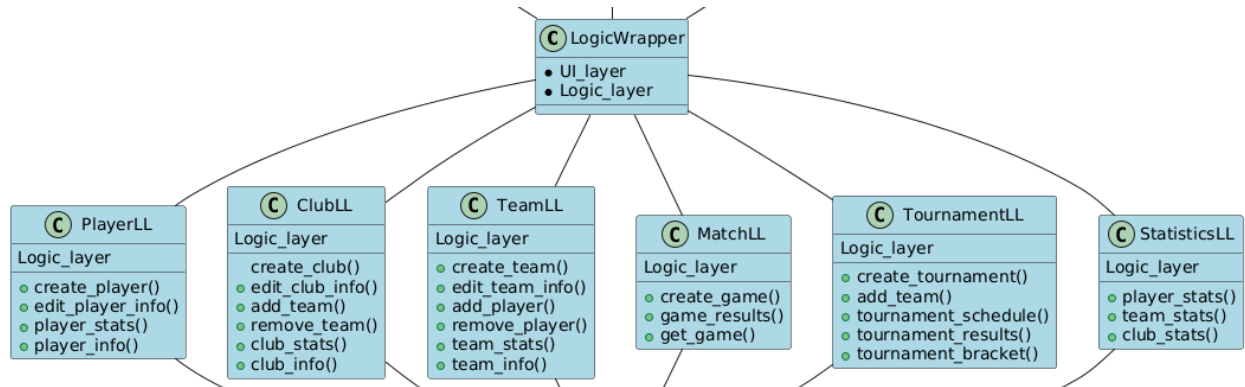 C LogicWrapper
UI_layer
Logic_layer
C PlayerLL
Logic_layer
create_player()
edit_player_info()
player_stats()
player_info()
C ClubLL
Logic_layer
create_club()
edit_club_info()
add_team()
remove_team()
club_stats()
club_info()
C TeamLL
Logic_layer
create_team()
edit_team_info()
add_player()
remove_player()
team_stats()
team_info()
C MatchLL
Logic_layer
create_game()
game_results()
get_game()
C TournamentLL
Logic_layer
create_tournament()
add_team()
tournament_schedule()
tournament_results()
tournament_bracket()
C StatisticsLL
Logic_layer
player_stats()
team_stats()
club_stats()